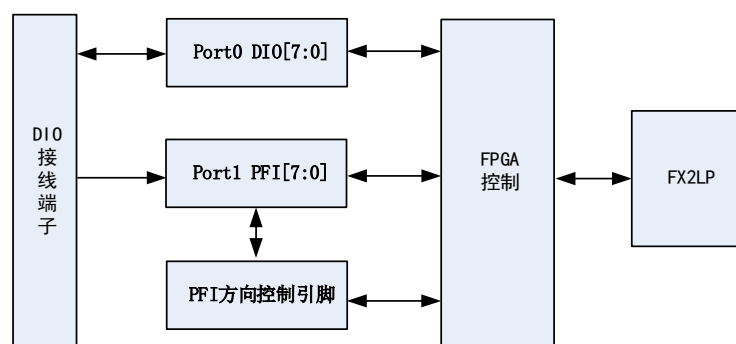 DIO
接
线
端
子
Port0 DIO[7:0]
Port1 PFI[7:0]
PFI方向控制引脚
FPGA
控制
FX2LP